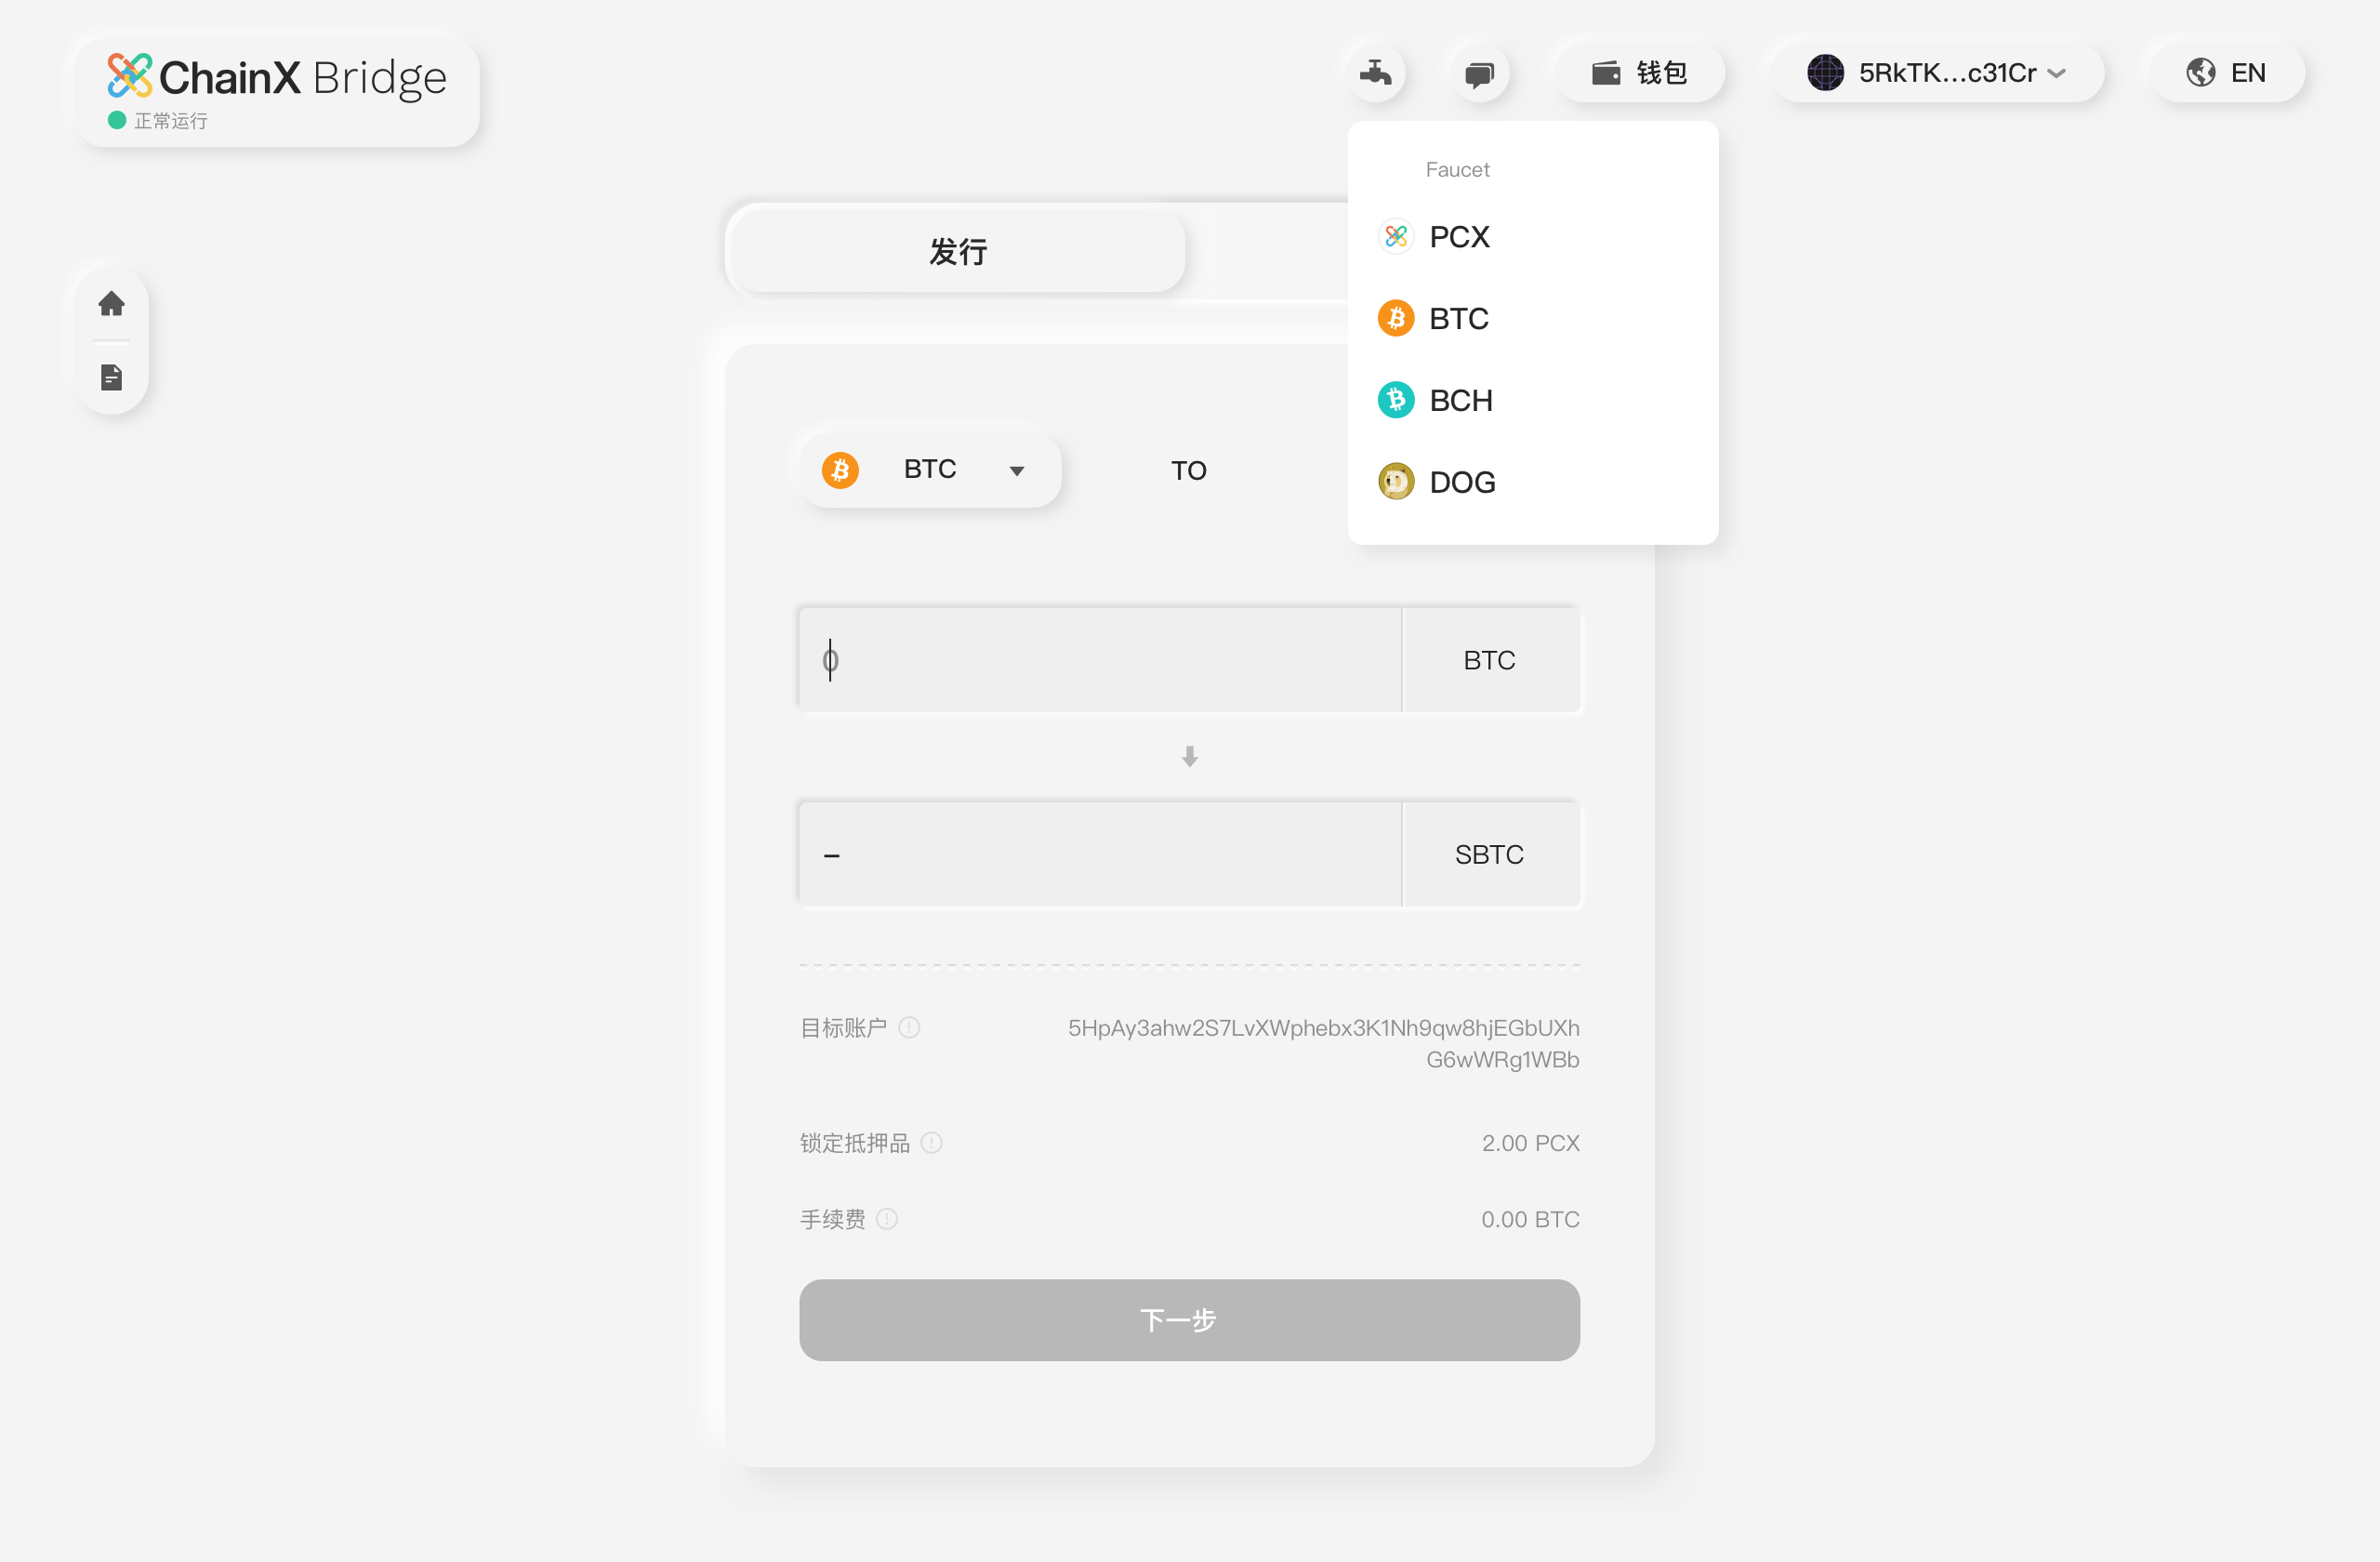 ChainX Bridge
正常运行
钱包
5RkTK...c31Cr
EN
Faucet
PCX
BTC
BCH
DOG
发行
BTC
TO
0
BTC
–
SBTC
目标账户
5HpAy3ahw2S7LvXWphebx3K1Nh9qw8hjEGbUXh
G6wWRg1WBb
锁定抵押品
2.00 PCX
手续费
0.00 BTC
下一步